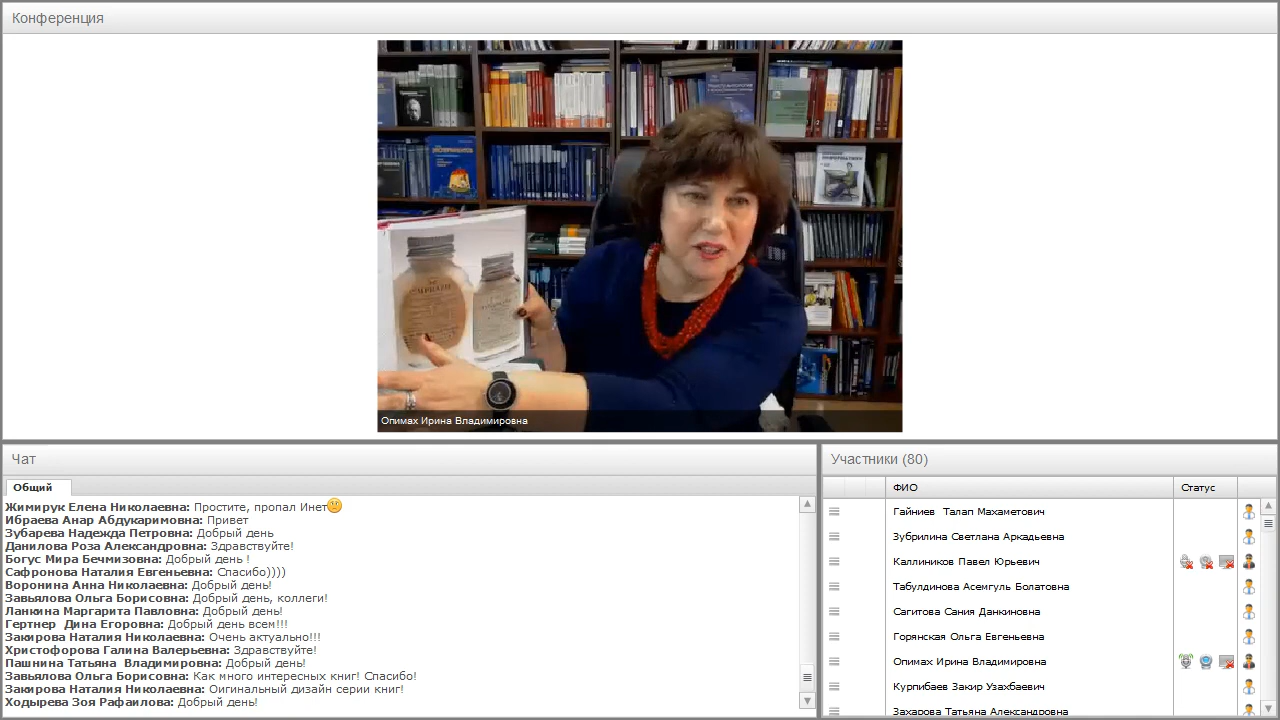 Конференция
Опимах Ирина Владимировна
Чат
Общий
Жимирук Елена Николаевна: Простите, пропал Инет
Ибраева Анар Абдукаримовна: Привет
Зубарева Надежда Петровна: Добрый день
Данилова Роза Александровна: Здравствуйте!
Богус Мира Бечмизовна: Добрый день !
Сафронова Наталия Евгеньевна: Спасибо))))
Воронина Анна Николаевна: Добрый день!
Завьялова Ольга Борисовна: Добрый день, коллеги!
Ланкина Маргарита Павловна: Добрый день!
Гертнер Дина Егоровна: Добрый день всем!!!
Закирова Наталия Николаевна: Очень актуально!!!
Христофорова Галина Валерьевна: Здравствуйте!
Пашнина Татьяна Владимировна: Добрый день!
Завьялова Ольга Борисовна: Как много интересных книг! Спасибо!
Закирова Наталия Николаевна: Оригинальный дизайн серии книг!
Ходырева Зоя Рафаиловна: Добрый день!
Участники (80)
ФИО Статус
Гайниев Талап Махметович
Зубрилина Светлана Аркадьевна
Каллиников Павел Юрьевич
Табулдинова Асемгуль Болатовна
Сагитова Сания Данкиновна
Горянская Ольга Евгеньевна
Опимах Ирина Владимировна
Курпибаев Закир Узакбаевич
Захарова Татьяна Александровна